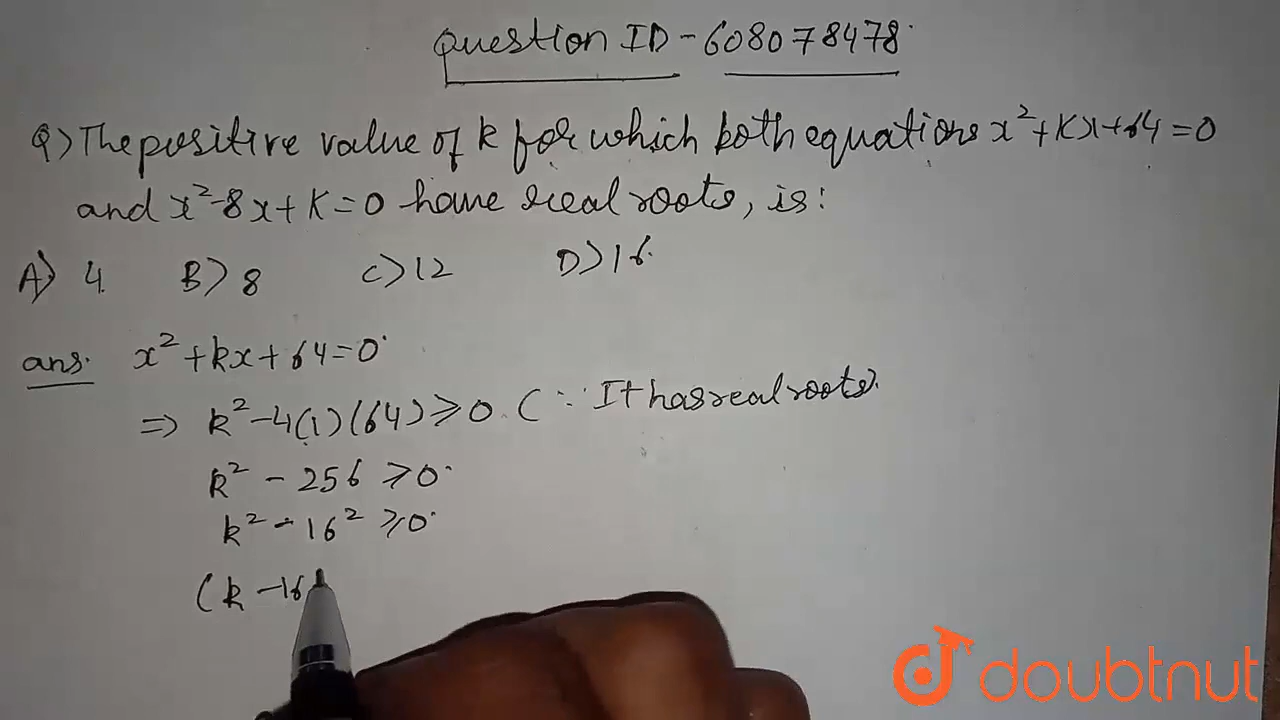 Question ID - 608078478
Q) The positive value of k for which both equations x² + Kx + 64 = 0
and x² - 8x + K = 0 have real roots, is :
A) 4 B) 8 C) 12 D) 16.
ans. x² + kx + 64 = 0
⇒ k² - 4(1)(64) ≥ 0 (∵ It has real roots).
k² - 256 ≥ 0
k² - 16² ≥ 0
(k - 16
doubtnut